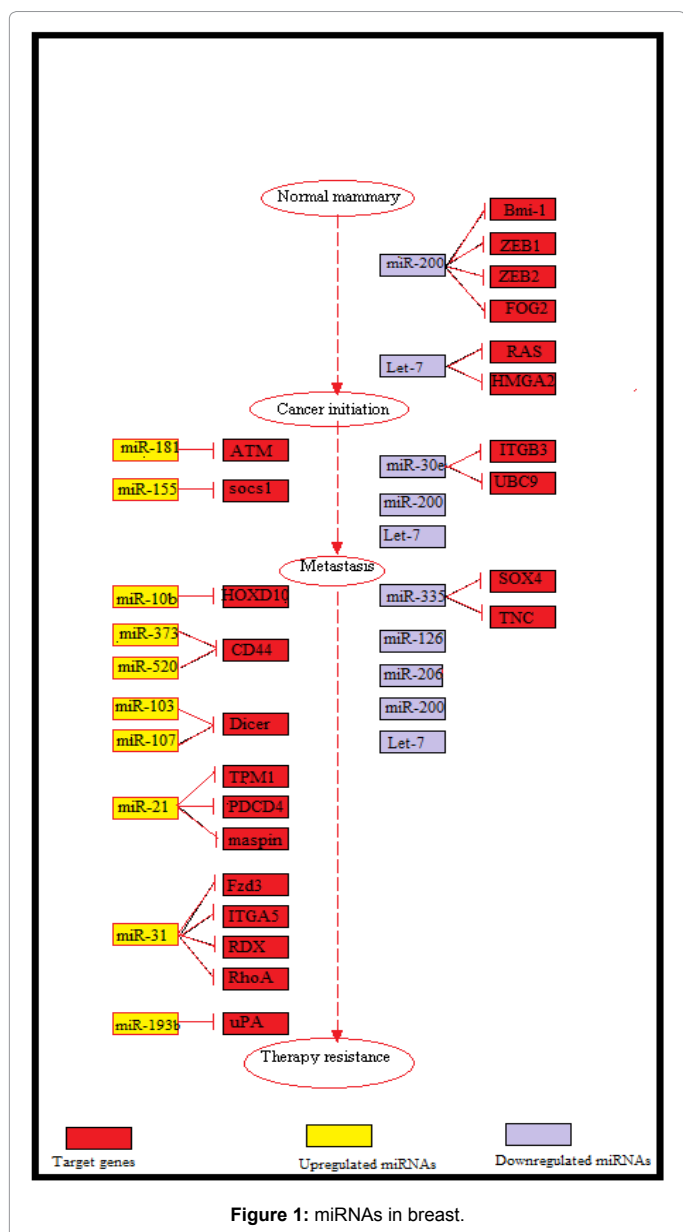 Normal mammary
Bmi-1
ZEB1
miR-200
ZEB2
FOG2
RAS
Let-7
HMGA2
Cancer initiation
miR-181
ATM
ITGB3
miR-30e
UBC9
miR-155
socs1
miR-200
Let-7
Metastasis
SOX4
miR-10b
HOXD10
miR-335
TNC
miR-373
CD44
miR-520
miR-126
miR-206
miR-103
miR-200
Dicer
miR-107
Let-7
TPM1
miR-21
PDCD4
maspin
Fzd3
ITGA5
miR-31
RDX
RhoA
miR-193b
uPA
Therapy resistance
Target genes
Upregulated miRNAs
Downregulated miRNAs
Figure 1: miRNAs in breast.